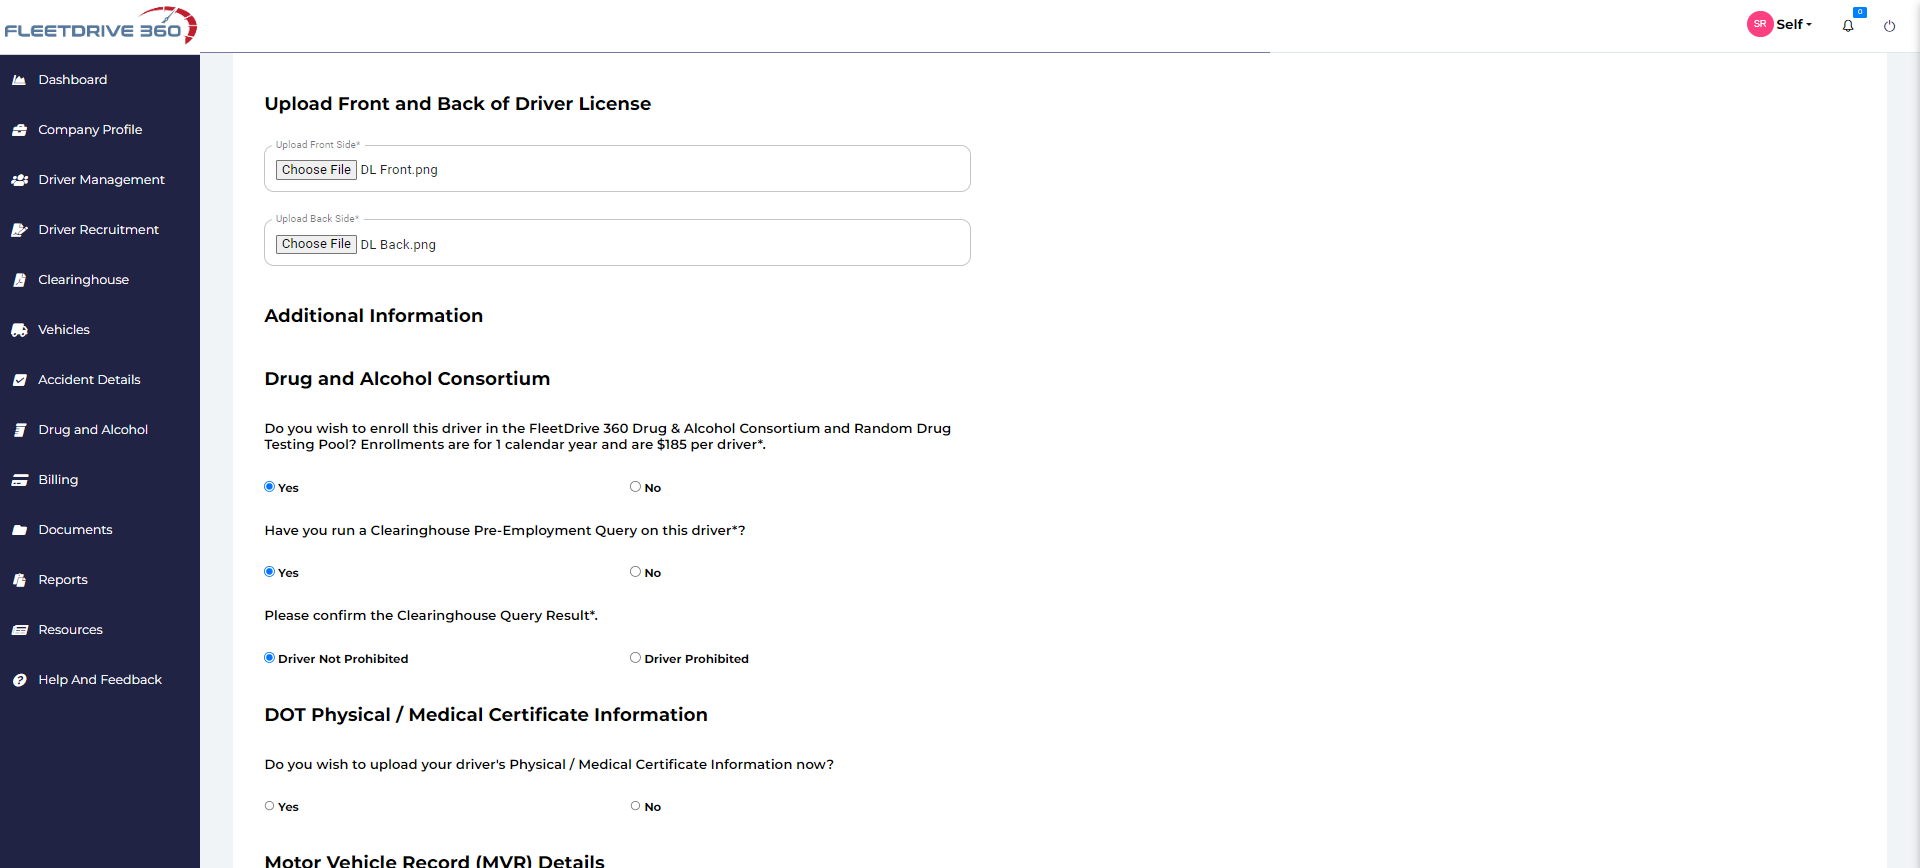 FLEETDRIVE 360
SR
Self
0
Dashboard
Company Profile
Driver Management
Driver Recruitment
Clearinghouse
Vehicles
Accident Details
Drug and Alcohol
Billing
Documents
Reports
Resources
Help And Feedback
Upload Front and Back of Driver License
Upload Front Side*
Choose File DL Front.png
Upload Back Side*
Choose File DL Back.png
Additional Information
Drug and Alcohol Consortium
Do you wish to enroll this driver in the FleetDrive 360 Drug & Alcohol Consortium and Random Drug
Testing Pool? Enrollments are for 1 calendar year and are $185 per driver*.
Yes No
Have you run a Clearinghouse Pre-Employment Query on this driver*?
Yes No
Please confirm the Clearinghouse Query Result*.
Driver Not Prohibited Driver Prohibited
DOT Physical / Medical Certificate Information
Do you wish to upload your driver's Physical / Medical Certificate Information now?
Yes No
Motor Vehicle Record (MVR) Details